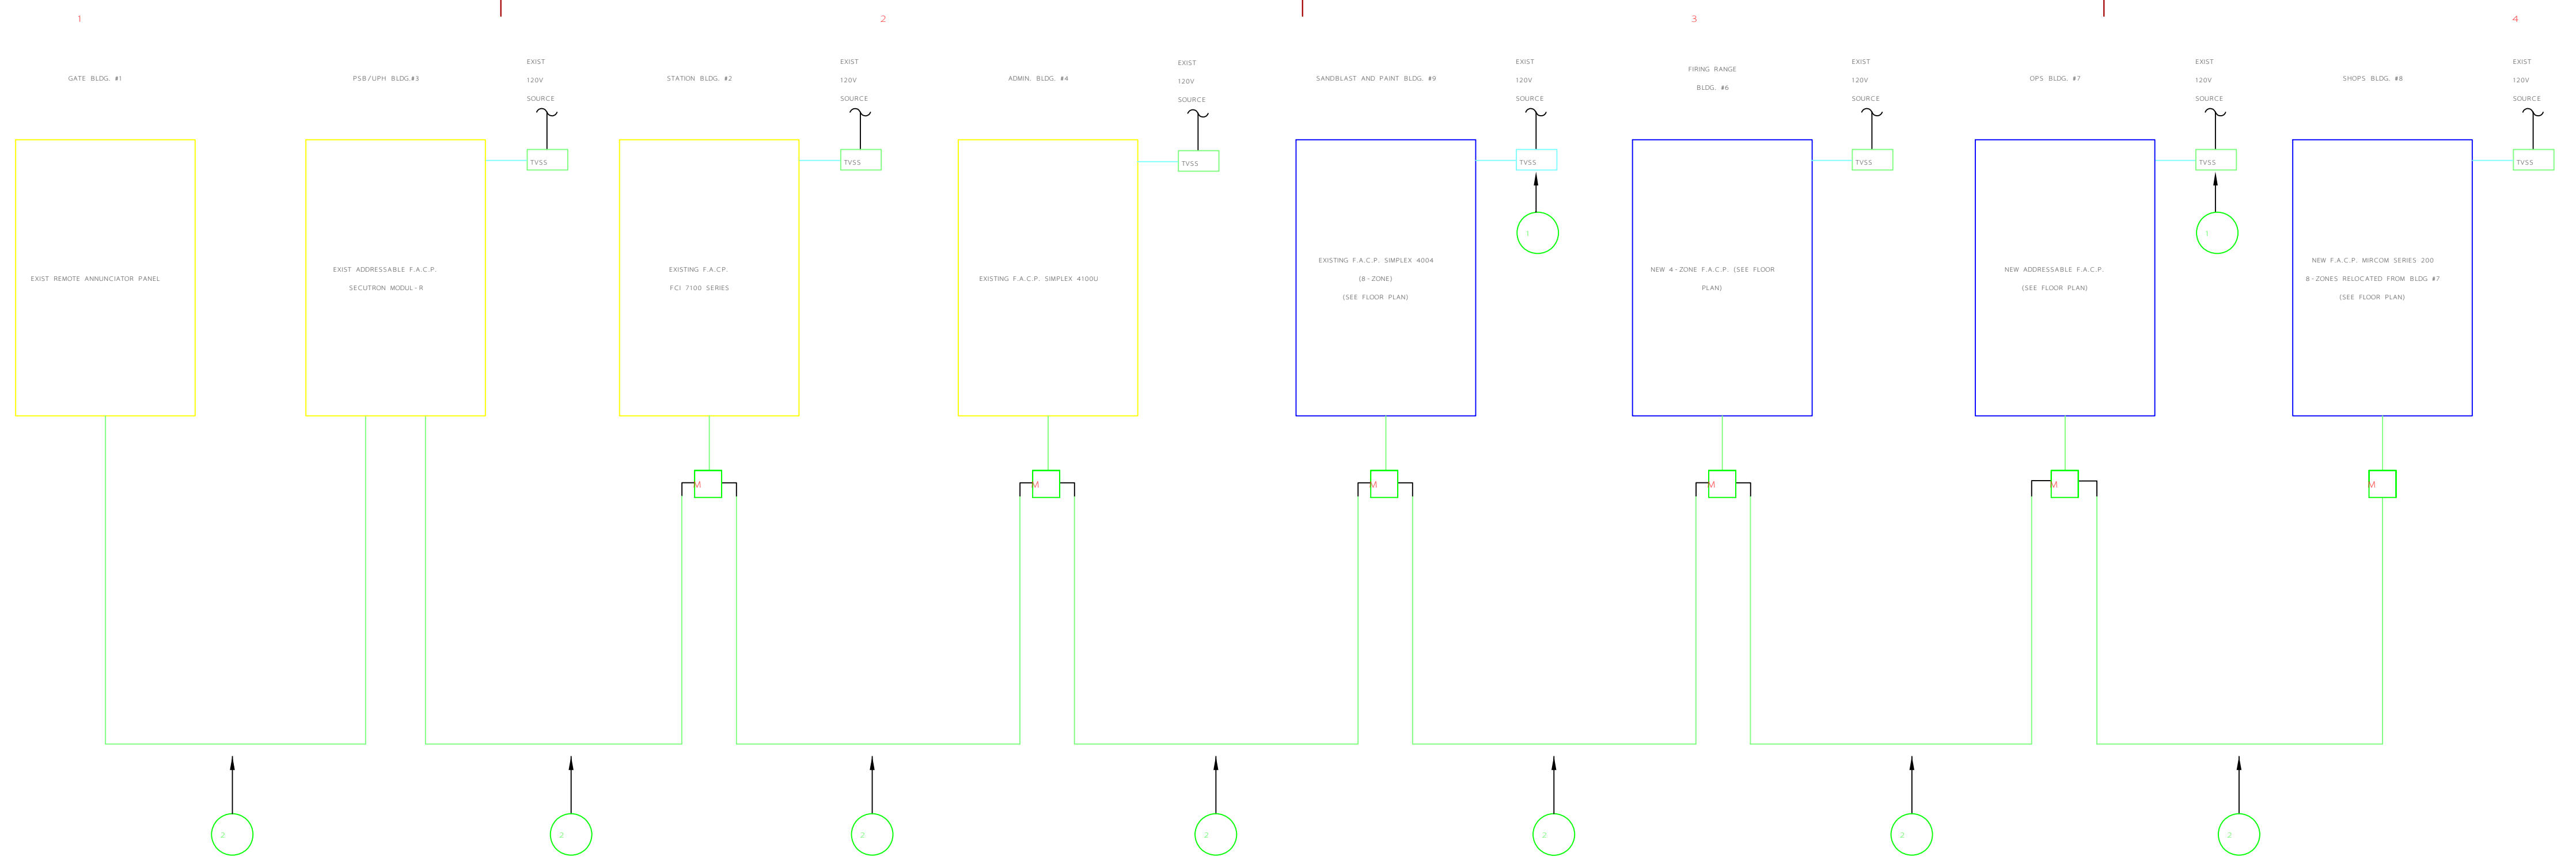 1
2
3
4
GATE BLDG. #1
PSB/UPH BLDG.#3
EXIST
120V
SOURCE
STATION BLDG. #2
EXIST
120V
SOURCE
ADMIN. BLDG. #4
EXIST
120V
SOURCE
SANDBLAST AND PAINT BLDG. #9
EXIST
120V
SOURCE
FIRING RANGE
BLDG. #6
EXIST
120V
SOURCE
OPS BLDG. #7
EXIST
120V
SOURCE
SHOPS BLDG. #8
EXIST
120V
SOURCE
TVSS
TVSS
TVSS
TVSS
TVSS
TVSS
TVSS
1
1
EXIST REMOTE ANNUNCIATOR PANEL
EXIST ADDRESSABLE F.A.C.P.
SECUTRON MODUL-R
EXISTING F.A.CP.
FCI 7100 SERIES
EXISTING F.A.C.P. SIMPLEX 4100U
EXISTING F.A.C.P. SIMPLEX 4004
(8-ZONE)
(SEE FLOOR PLAN)
NEW 4-ZONE F.A.C.P. (SEE FLOOR
PLAN)
NEW ADDRESSABLE F.A.C.P.
(SEE FLOOR PLAN)
NEW F.A.C.P. MIRCOM SERIES 200
8-ZONES RELOCATED FROM BLDG #7
(SEE FLOOR PLAN)
M
M
M
M
M
M
2
2
2
2
2
2
2